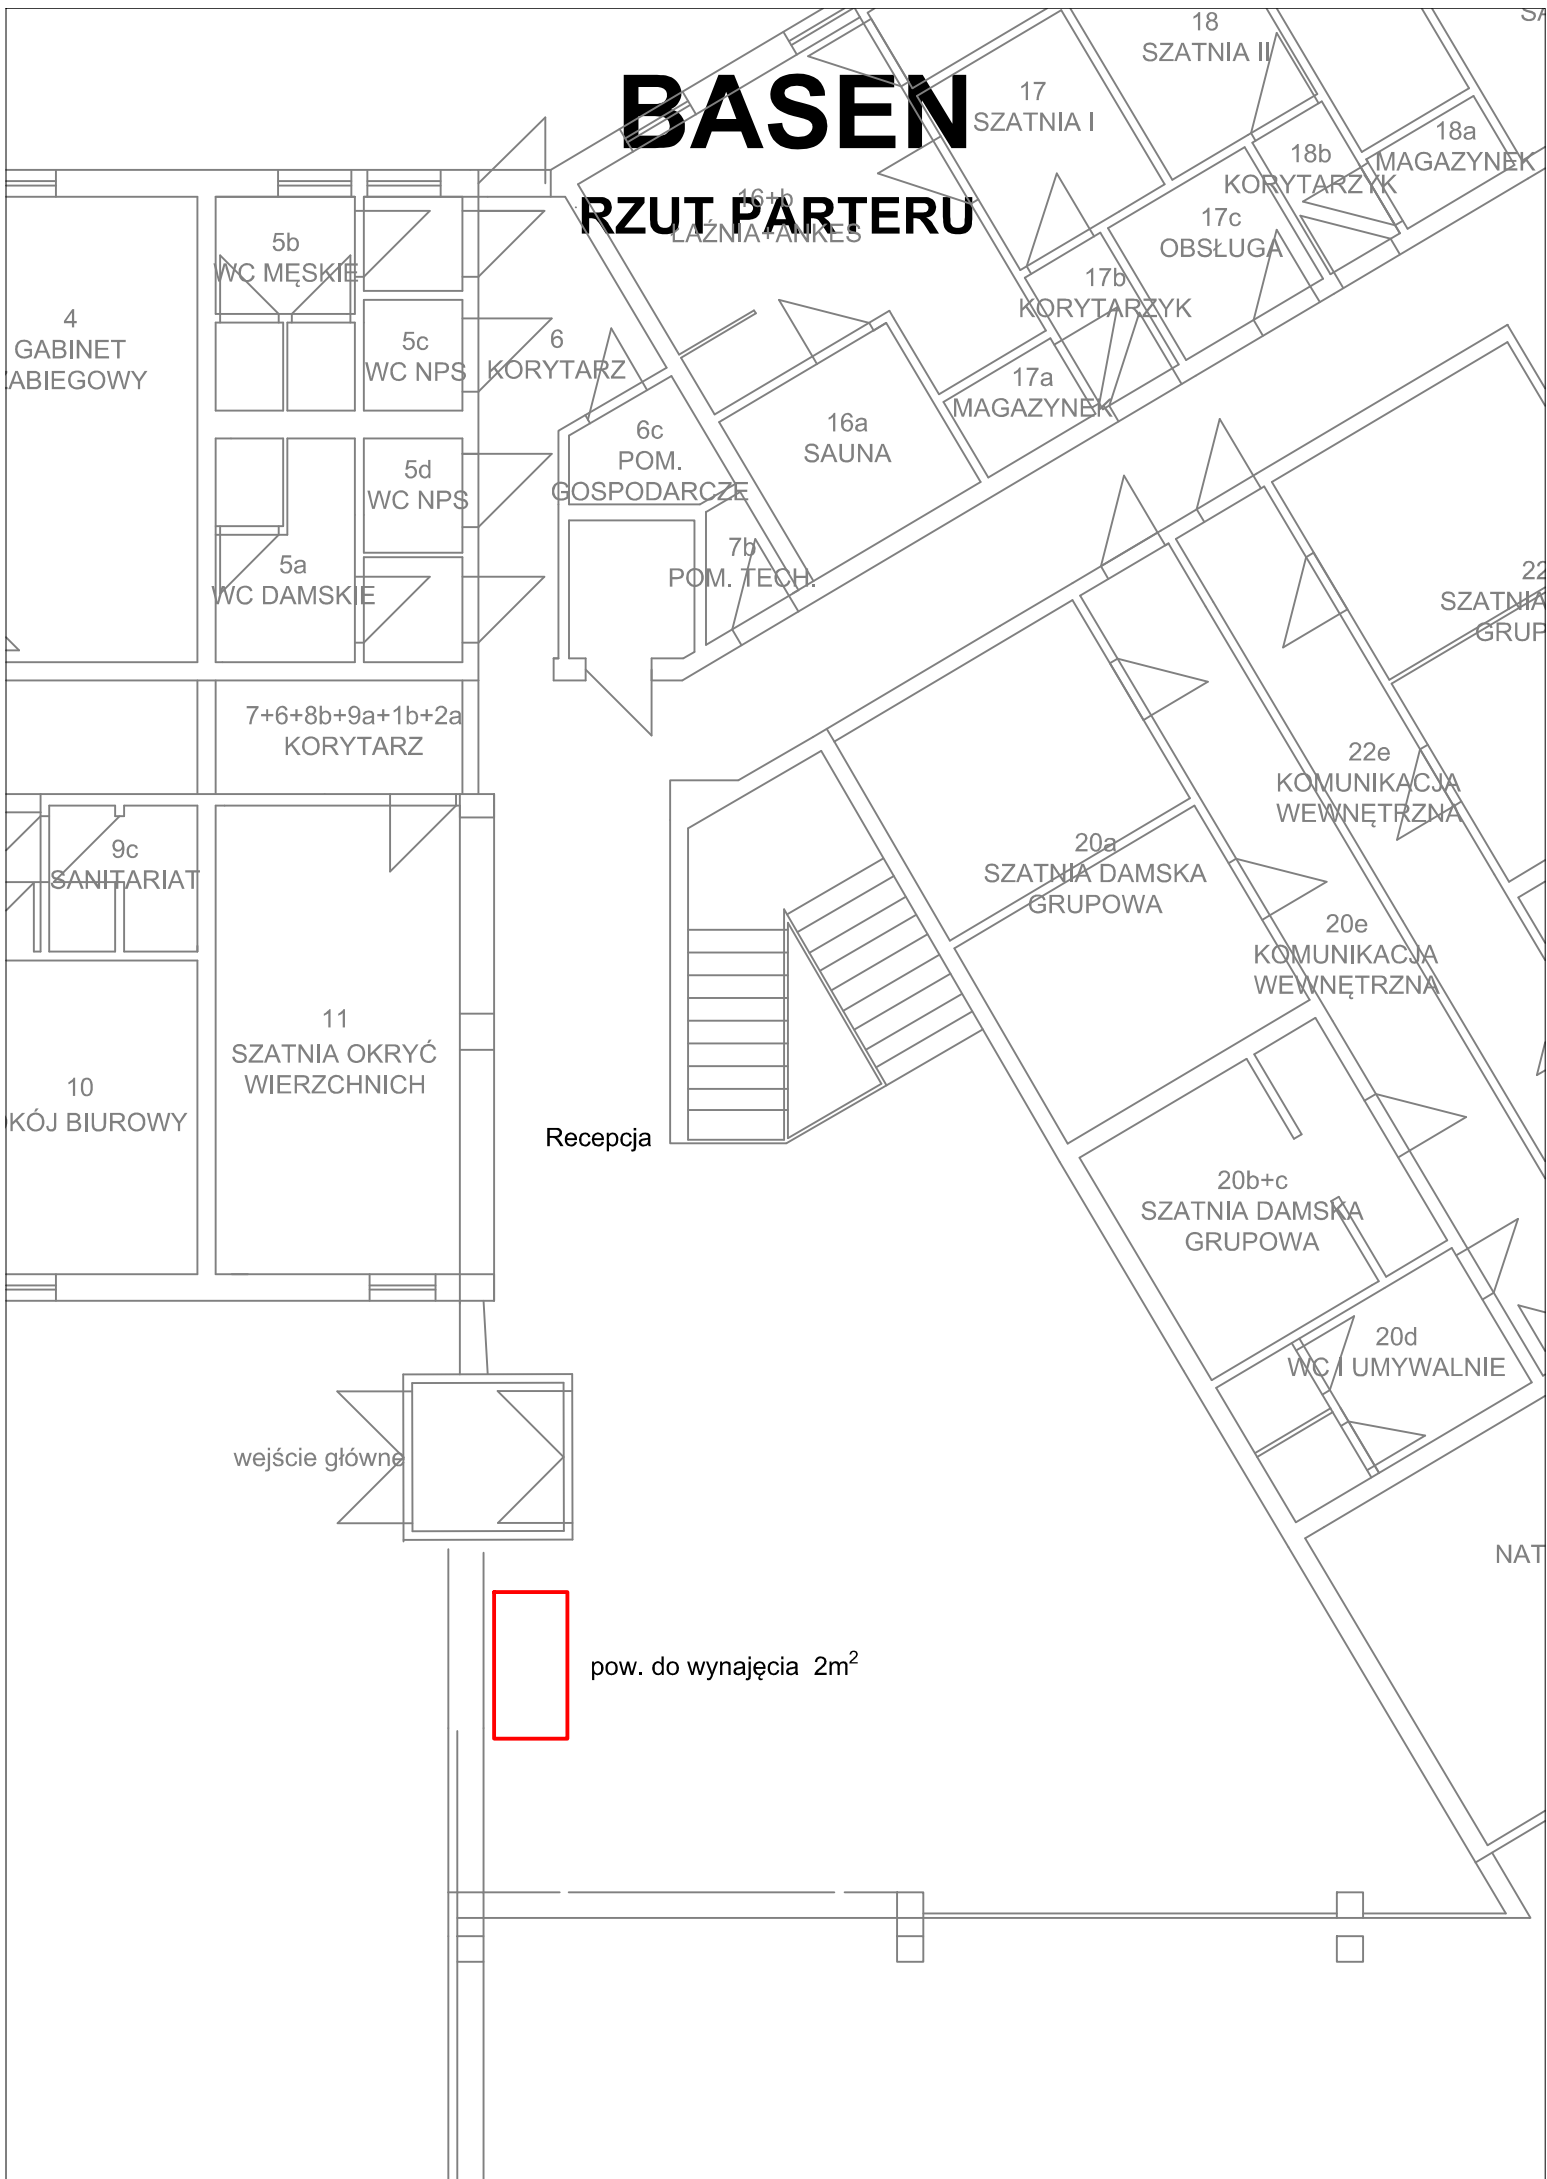 BASEN
RZUT PARTERU
18
SZATNIA II
17
SZATNIA I
18a
MAGAZYNEK
18b
KORYTARZYK
16+b
ŁAŹNIA+ANKES
17c
OBSŁUGA
5b
WC MĘSKIE
17b
KORYTARZYK
4
GABINET
ZABIEGOWY
5c
WC NPS
6
KORYTARZ
17a
MAGAZYNEK
16a
SAUNA
6c
POM.
GOSPODARCZE
5d
WC NPS
7b
POM. TECH.
5a
WC DAMSKIE
22
SZATNIA
GRUP
7+6+8b+9a+1b+2a
KORYTARZ
22e
KOMUNIKACJA
WEWNĘTRZNA
9c
SANITARIAT
20a
SZATNIA DAMSKA
GRUPOWA
20e
KOMUNIKACJA
WEWNĘTRZNA
11
SZATNIA OKRYĆ
WIERZCHNICH
10
KÓJ BIUROWY
Recepcja
20b+c
SZATNIA DAMSKA
GRUPOWA
20d
WC I UMYWALNIE
wejście główne
NAT
pow. do wynajęcia 2m²